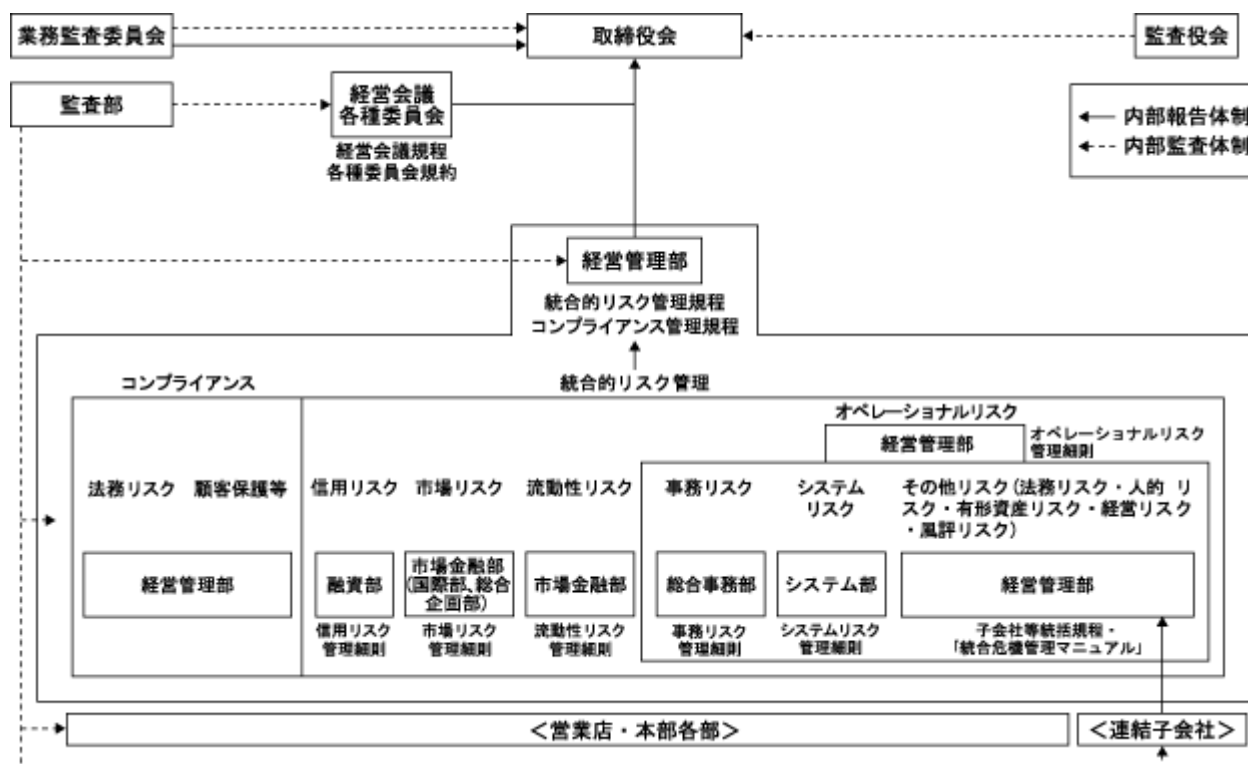 業務監査委員会
取締役会
監査役会
監査部
経営会議
各種委員会
経営会議規程
各種委員会規約
内部報告体制
内部監査体制
経営管理部
統合的リスク管理規程
コンプライアンス管理規程
コンプライアンス
統合的リスク管理
オペレーショナルリスク
経営管理部
オペレーショナルリスク
管理細則
法務リスク
顧客保護等
信用リスク
市場リスク
流動性リスク
事務リスク
システム
リスク
その他リスク(法務リスク・人的 リ
スク・有形資産リスク・経営リスク
・風評リスク)
経営管理部
融資部
市場金融部
(国際部、総合
企画部)
市場金融部
総合事務部
システム部
経営管理部
信用リスク
管理細則
市場リスク
管理細則
流動性リスク
管理細則
事務リスク
管理細則
システムリスク
管理細則
子会社等統括規程・
「統合危機管理マニュアル」
<営業店・本部各部>
<連結子会社>